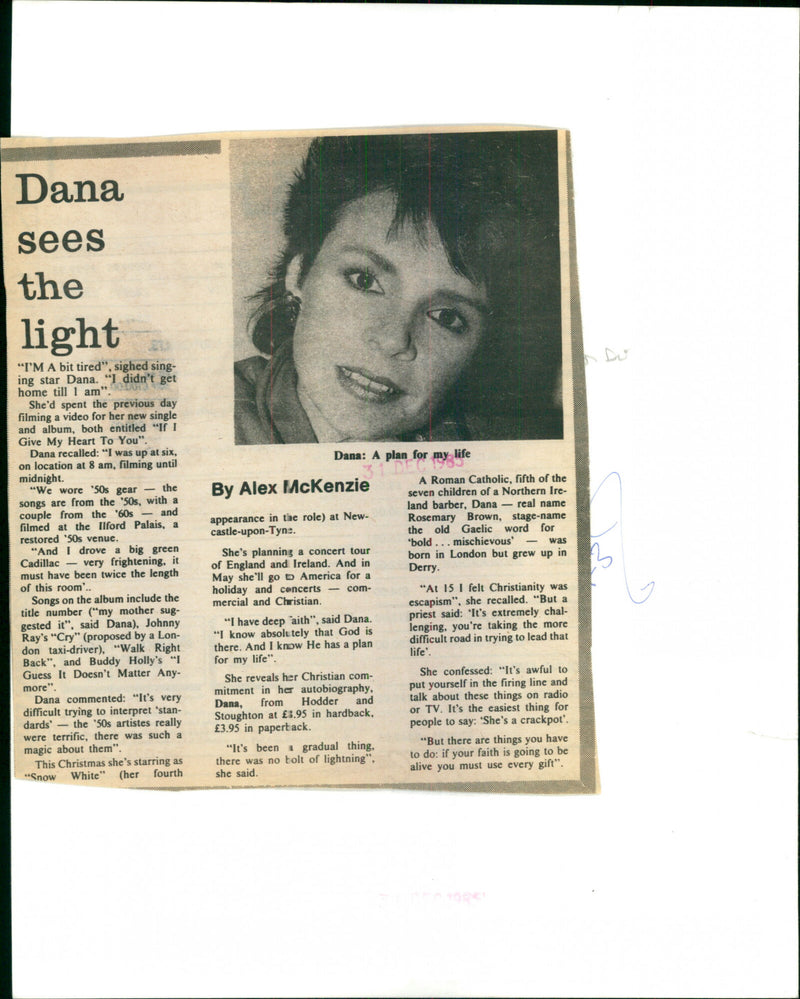 Dana
sees
the
light
"I'M A bit tired", sighed sing-
ing star Dana. "I didn't get
home till 1 am".
She'd spent the previous day
filming a video for her new single
and album, both entitled "If I
Give My Heart To You".
Dana recalled: "I was up at six,
on location at 8 am, filming until
midnight.
"We wore '50s gear — the
songs are from the '50s, with a
couple from the '60s — and
filmed at the Ilford Palais, a
restored '50s venue.
"And I drove a big green
Cadillac — very frightening, it
must have been twice the length
of this room'..
Songs on the album include the
title number ("my mother sug-
gested it", said Dana), Johnny
Ray's "Cry" (proposed by a Lon-
don taxi-driver), "Walk Right
Back", and Buddy Holly's "I
Guess It Doesn't Matter Any-
more".
Dana commented: "It's very
difficult trying to interpret 'stan-
dards' — the '50s artistes really
were terrific, there was such a
magic about them".
This Christmas she's starring as
"Snow White" (her fourth
Dana: A plan for my life
31 DEC 1985
By Alex McKenzie
appearance in the role) at New-
castle-upon-Tyne.
She's planning a concert tour
of England and Ireland. And in
May she'll go to America for a
holiday and concerts — com-
mercial and Christian.
"I have deep faith", said Dana.
"I know absolutely that God is
there. And I know He has a plan
for my life".
She reveals her Christian com-
mitment in her autobiography,
Dana, from Hodder and
Stoughton at .95 in hardback,
£3.95 in paperback.
"It's been a gradual thing,
there was no bolt of lightning",
she said.
A Roman Catholic, fifth of the
seven children of a Northern Ire-
land barber, Dana — real name
Rosemary Brown, stage-name
the old Gaelic word for
'bold . . . mischievous' — was
born in London but grew up in
Derry.
"At 15 I felt Christianity was
escapism", she recalled. "But a
priest said: 'It's extremely chal-
lenging, you're taking the more
difficult road in trying to lead that
life'.
She confessed: "It's awful to
put yourself in the firing line and
talk about these things on radio
or TV. It's the easiest thing for
people to say: 'She's a crackpot'.
"But there are things you have
to do: if your faith is going to be
alive you must use every gift".